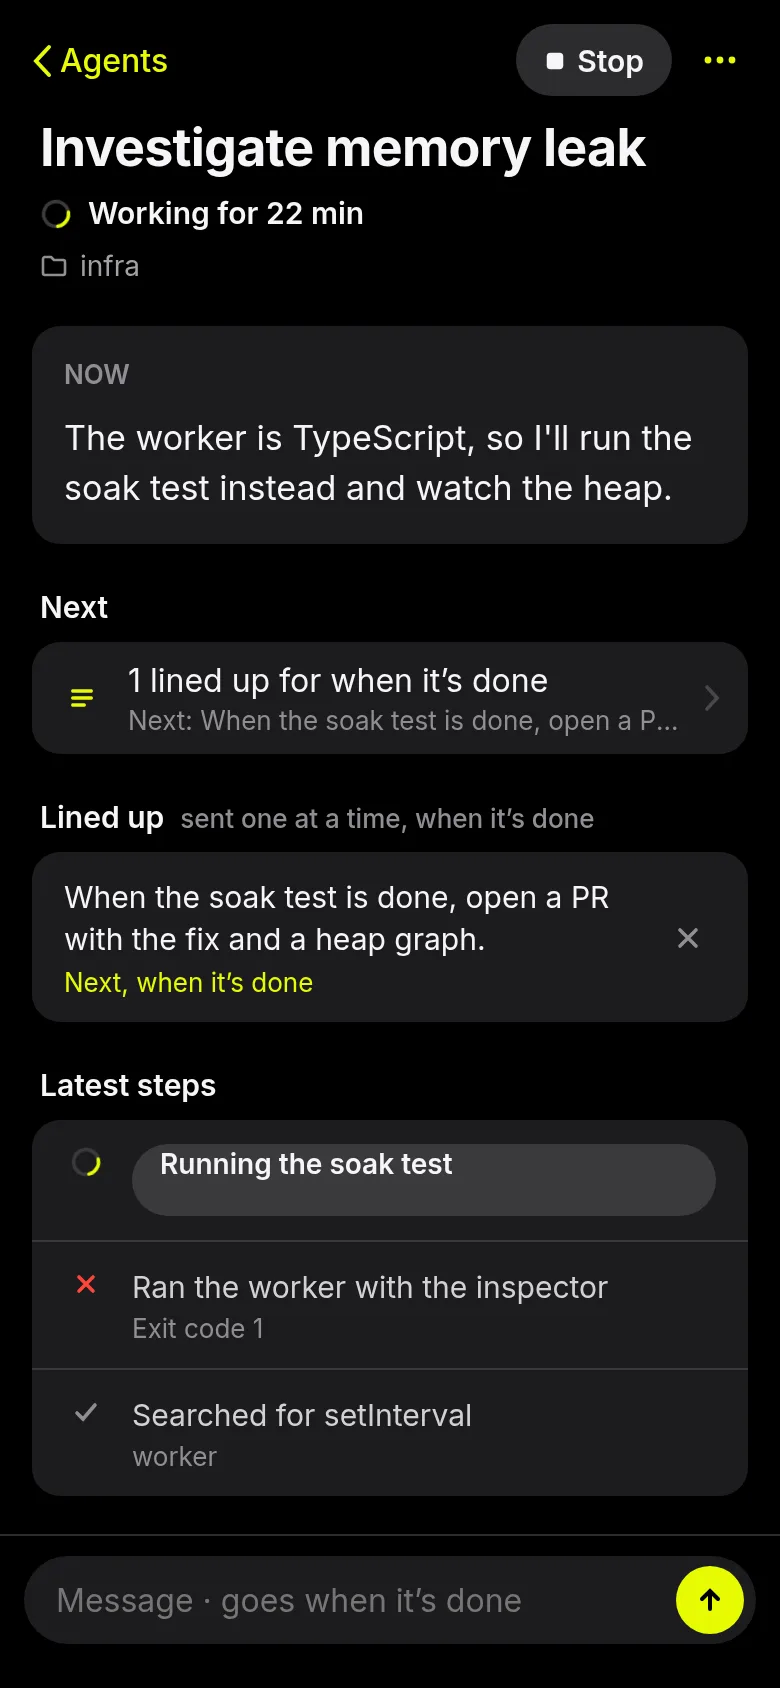 Agents
Stop
Investigate memory leak
Working for 22 min
infra
NOW
The worker is TypeScript, so I'll run the
soak test instead and watch the heap.
Next
1 lined up for when it’s done
Next: When the soak test is done, open a P…
Lined up sent one at a time, when it’s done
When the soak test is done, open a PR
with the fix and a heap graph.
Next, when it’s done
Latest steps
Running the soak test
Ran the worker with the inspector
Exit code 1
Searched for setInterval
worker
Message · goes when it’s done